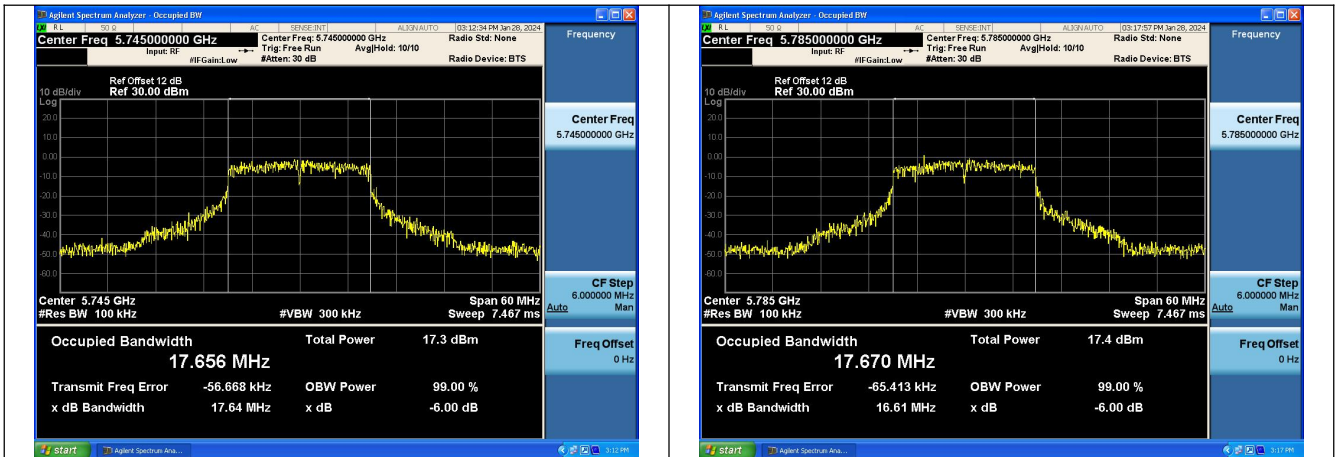 Agilent Spectrum Analyzer - Occupied BW
RL 50 Ω AC SENSE:INT ALIGN AUTO 03:12:34 PM Jan 28, 2024
Center Freq 5.745000000 GHz
Center Freq: 5.745000000 GHz
Radio Std: None
Input: RF
Trig: Free Run
Avg|Hold: 10/10
#IFGain:Low
#Atten: 30 dB
Radio Device: BTS
Ref Offset 12 dB
10 dB/div
Ref 30.00 dBm
Log
20.0
10.0
0.00
-10.0
-20.0
-30.0
-40.0
-50.0
-60.0
Center 5.745 GHz
Span 60 MHz
#Res BW 100 kHz
#VBW 300 kHz
Sweep 7.467 ms
Occupied Bandwidth
Total Power 17.3 dBm
17.656 MHz
Transmit Freq Error -56.668 kHz OBW Power 99.00 %
x dB Bandwidth 17.64 MHz x dB -6.00 dB
Frequency
Center Freq
5.745000000 GHz
CF Step
6.000000 MHz
Auto Man
Freq Offset
0 Hz
start
Agilent Spectrum Ana...
3:12 PM
Agilent Spectrum Analyzer - Occupied BW
RL 50 Ω AC SENSE:INT ALIGN AUTO 03:17:57 PM Jan 28, 2024
Center Freq 5.785000000 GHz
Center Freq: 5.785000000 GHz
Radio Std: None
Input: RF
Trig: Free Run
Avg|Hold: 10/10
#IFGain:Low
#Atten: 30 dB
Radio Device: BTS
Ref Offset 12 dB
10 dB/div
Ref 30.00 dBm
Log
20.0
10.0
0.00
-10.0
-20.0
-30.0
-40.0
-50.0
-60.0
Center 5.785 GHz
Span 60 MHz
#Res BW 100 kHz
#VBW 300 kHz
Sweep 7.467 ms
Occupied Bandwidth
Total Power 17.4 dBm
17.670 MHz
Transmit Freq Error -65.413 kHz OBW Power 99.00 %
x dB Bandwidth 16.61 MHz x dB -6.00 dB
Frequency
Center Freq
5.785000000 GHz
CF Step
6.000000 MHz
Auto Man
Freq Offset
0 Hz
start
Agilent Spectrum Ana...
3:17 PM